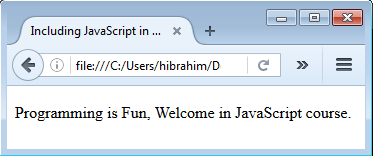 Including JavaScript in ...
file:///C:/Users/hibrahim/D
Programming is Fun, Welcome in JavaScript course.